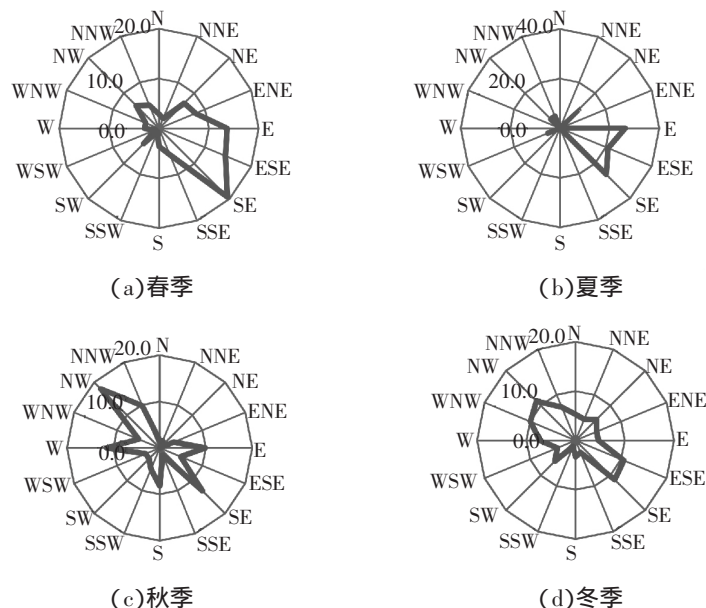 20.0 N
NNW NNE
NW NE
WNW 10.0 ENE
W 0.0 E
WSW ESE
SW SE
SSW SSE
S
(a)春季
40.0 N
NNW NNE
NW NE
WNW 20.0 ENE
W 0.0 E
WSW ESE
SW SE
SSW SSE
S
(b)夏季
20.0 N
NNW NNE
NW NE
WNW 10.0 ENE
W 0.0 E
WSW ESE
SW SE
SSW SSE
S
(c)秋季
20.0 N
NNW NNE
NW NE
WNW 10.0 ENE
W 0.0 E
WSW ESE
SW SE
SSW SSE
S
(d)冬季